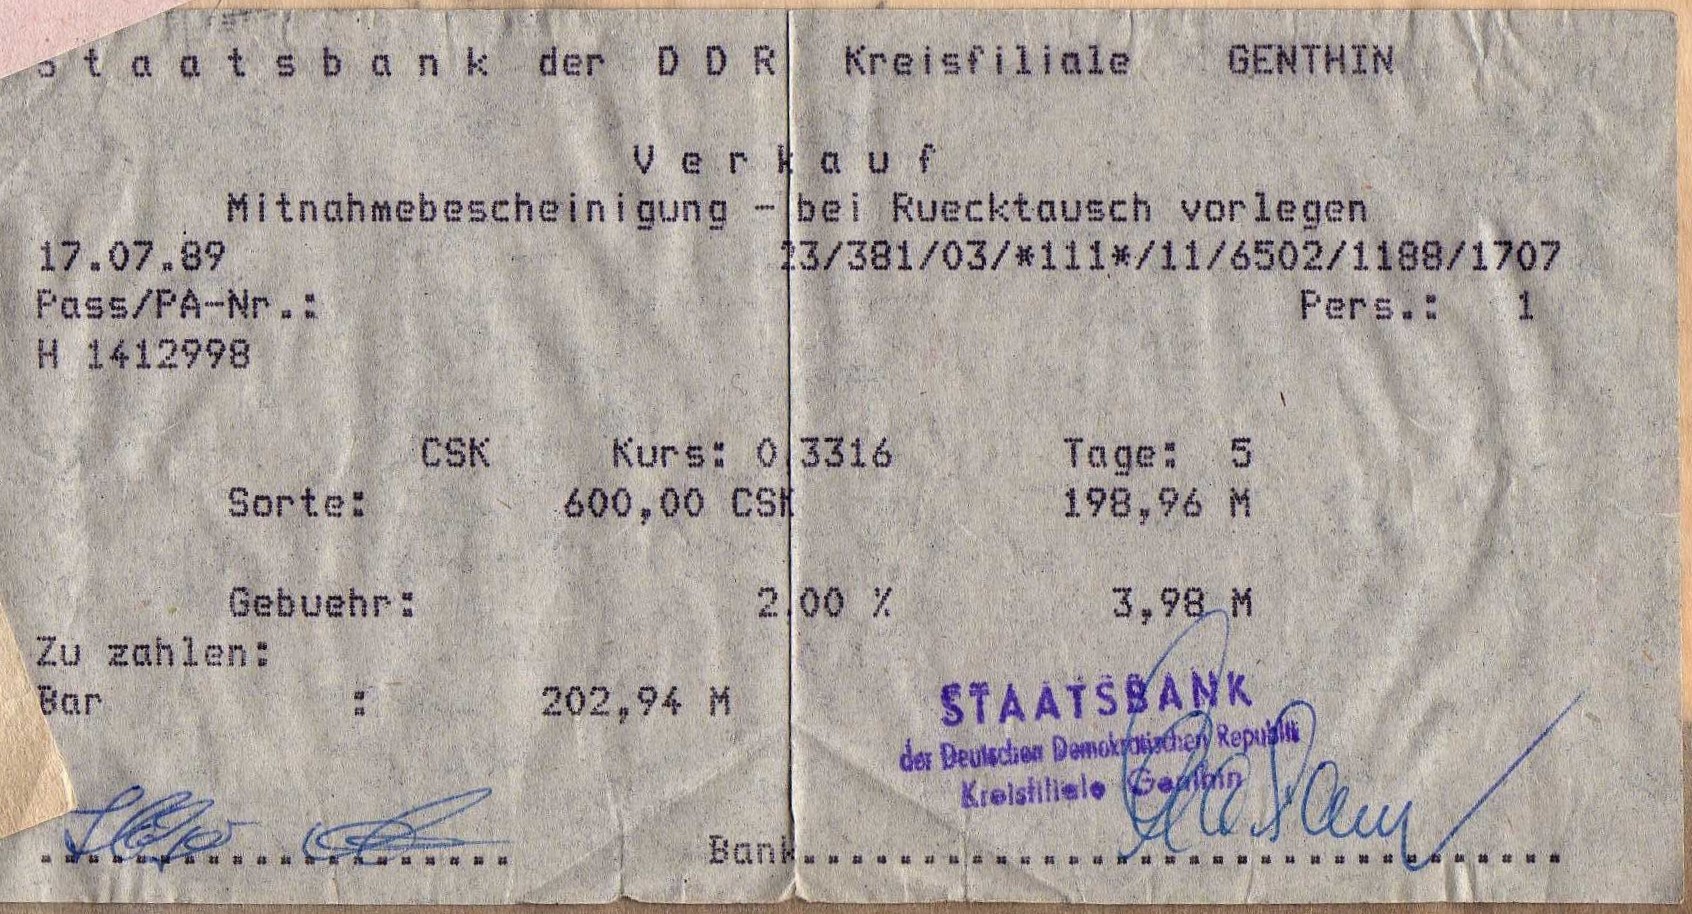 Staatsbank der DDR Kreisfiliale GENTHIN
Verkauf
Mitnahmebescheinigung - bei Ruecktausch vorlegen
17.07.89 23/381/03/*111*/11/6502/1188/1707
Pass/PA-Nr.: Pers.: 1
H 1412998
CSK Kurs: 0,3316 Tage: 5
Sorte: 600,00 CSK 198,96 M
Gebuehr: 2,00 % 3,98 M
Zu zahlen:
Bar : 202,94 M
STAATSBANK
der Deutschen Demokratischen Republik
Kreisfiliale Genthin
Bank